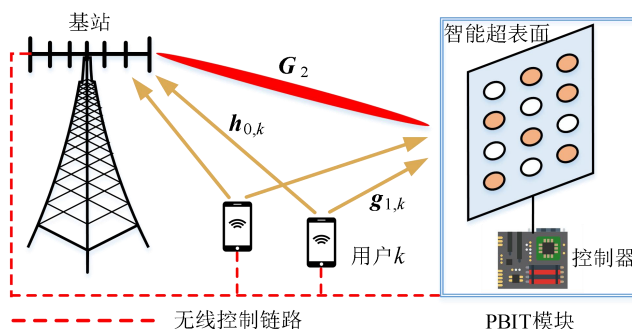 基站
智能超表面
G₂
h₀,ₖ
g₁,ₖ
用户k
控制器
无线控制链路
PBIT模块